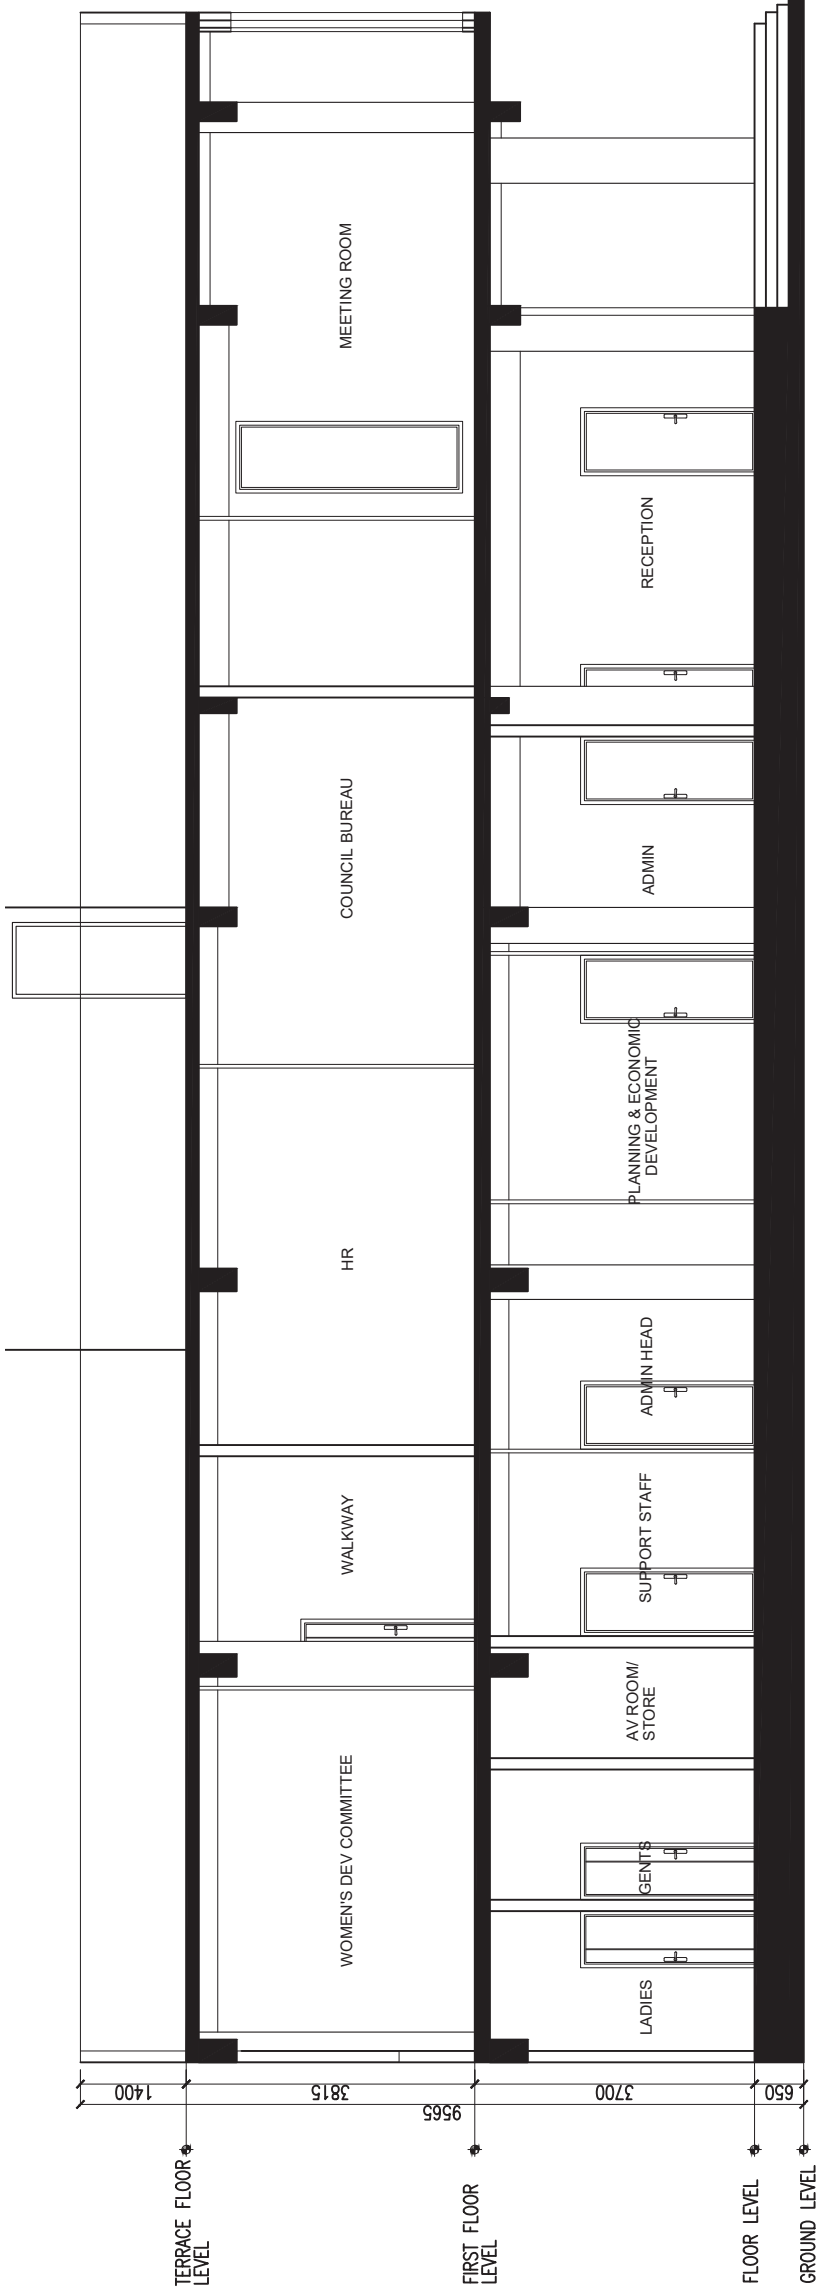 TERRACE FLOOR
LEVEL
FIRST FLOOR
LEVEL
FLOOR LEVEL
GROUND LEVEL
1400
3815
3700
650
9565
WOMEN'S DEV COMMITTEE
WALKWAY
HR
COUNCIL BUREAU
MEETING ROOM
LADIES
GENTS
AV ROOM/
STORE
SUPPORT STAFF
ADMIN HEAD
PLANNING & ECONOMIC
DEVELOPMENT
ADMIN
RECEPTION